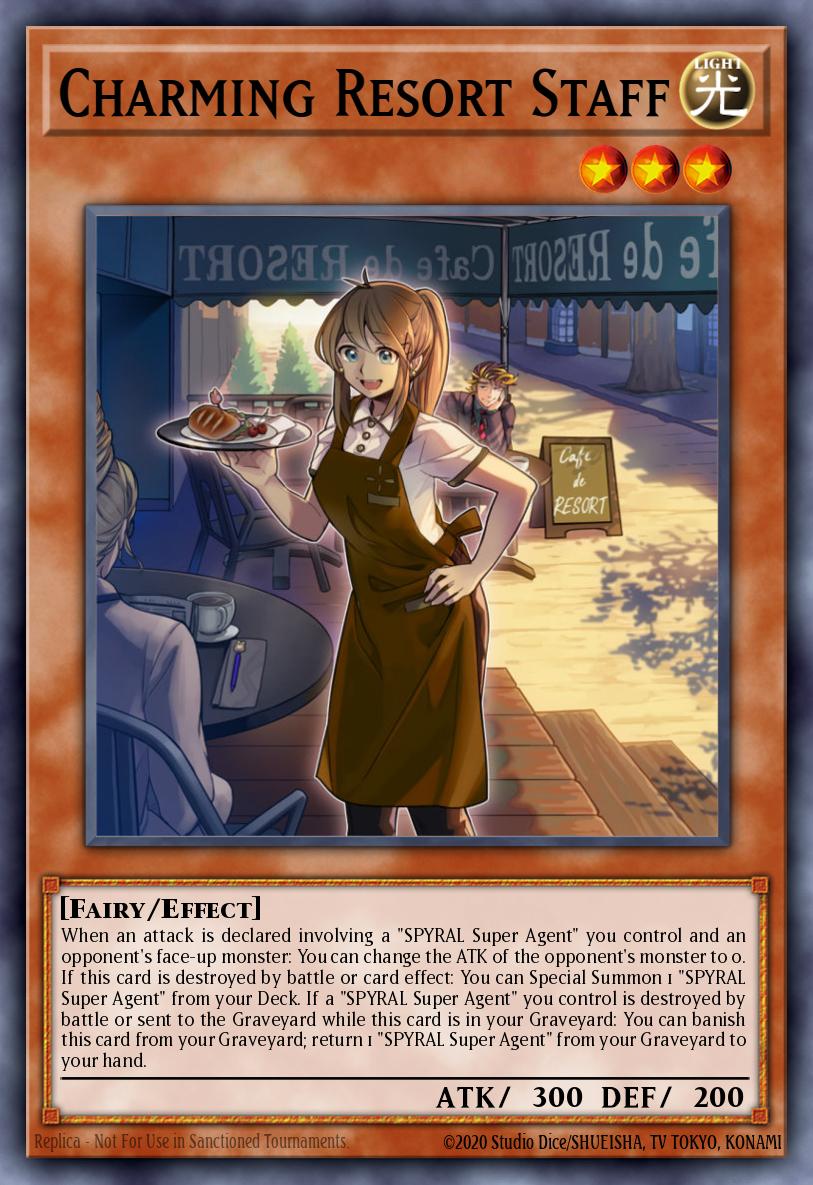 CHARMING RESORT STAFF
LIGHT
光
Cafe de RESORT
fe de RESORT
Cafe
de
RESORT
[FAIRY/EFFECT]
When an attack is declared involving a "SPYRAL Super Agent" you control and an
opponent's face-up monster: You can change the ATK of the opponent's monster to 0.
If this card is destroyed by battle or card effect: You can Special Summon 1 "SPYRAL
Super Agent" from your Deck. If a "SPYRAL Super Agent" you control is destroyed by
battle or sent to the Graveyard while this card is in your Graveyard: You can banish
this card from your Graveyard; return 1 "SPYRAL Super Agent" from your Graveyard to
your hand.
ATK/ 300 DEF/ 200
Replica - Not For Use in Sanctioned Tournaments.
©2020 Studio Dice/SHUEISHA, TV TOKYO, KONAMI